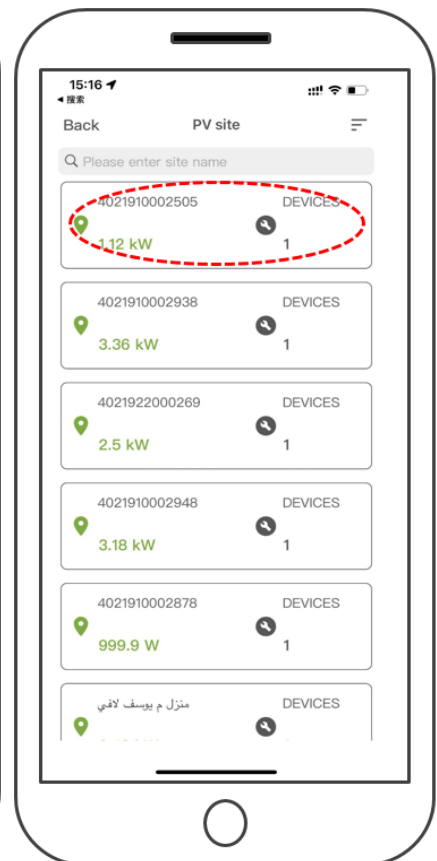 15:16
◀ 搜索
Back PV site
Please enter site name
4021910002505 DEVICES
1.12 kW 1
4021910002938 DEVICES
3.36 kW 1
4021922000269 DEVICES
2.5 kW 1
4021910002948 DEVICES
3.18 kW 1
4021910002878 DEVICES
999.9 W 1
منزل م يوسف لافي DEVICES